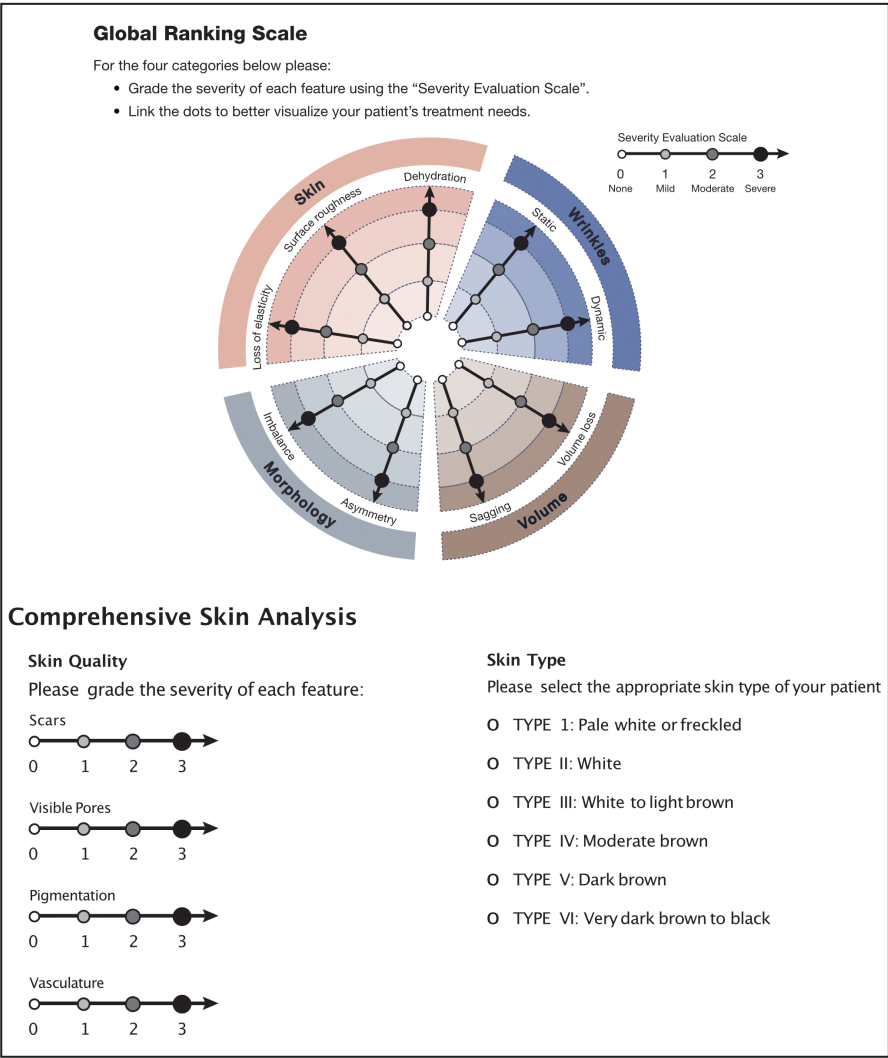 Global Ranking Scale
For the four categories below please:
• Grade the severity of each feature using the “Severity Evaluation Scale”.
• Link the dots to better visualize your patient’s treatment needs.
Severity Evaluation Scale
0 1 2 3
None Mild Moderate Severe
Skin
Dehydration
Surface roughness
Loss of elasticity
Wrinkles
Static
Dynamic
Morphology
Imbalance
Asymmetry
Volume
Volume loss
Sagging
Comprehensive Skin Analysis
Skin Quality
Please grade the severity of each feature:
Scars
0 1 2 3
Visible Pores
0 1 2 3
Pigmentation
0 1 2 3
Vasculature
0 1 2 3
Skin Type
Please select the appropriate skin type of your patient
O TYPE 1: Pale white or freckled
O TYPE II: White
O TYPE III: White to light brown
O TYPE IV: Moderate brown
O TYPE V: Dark brown
O TYPE VI: Very dark brown to black